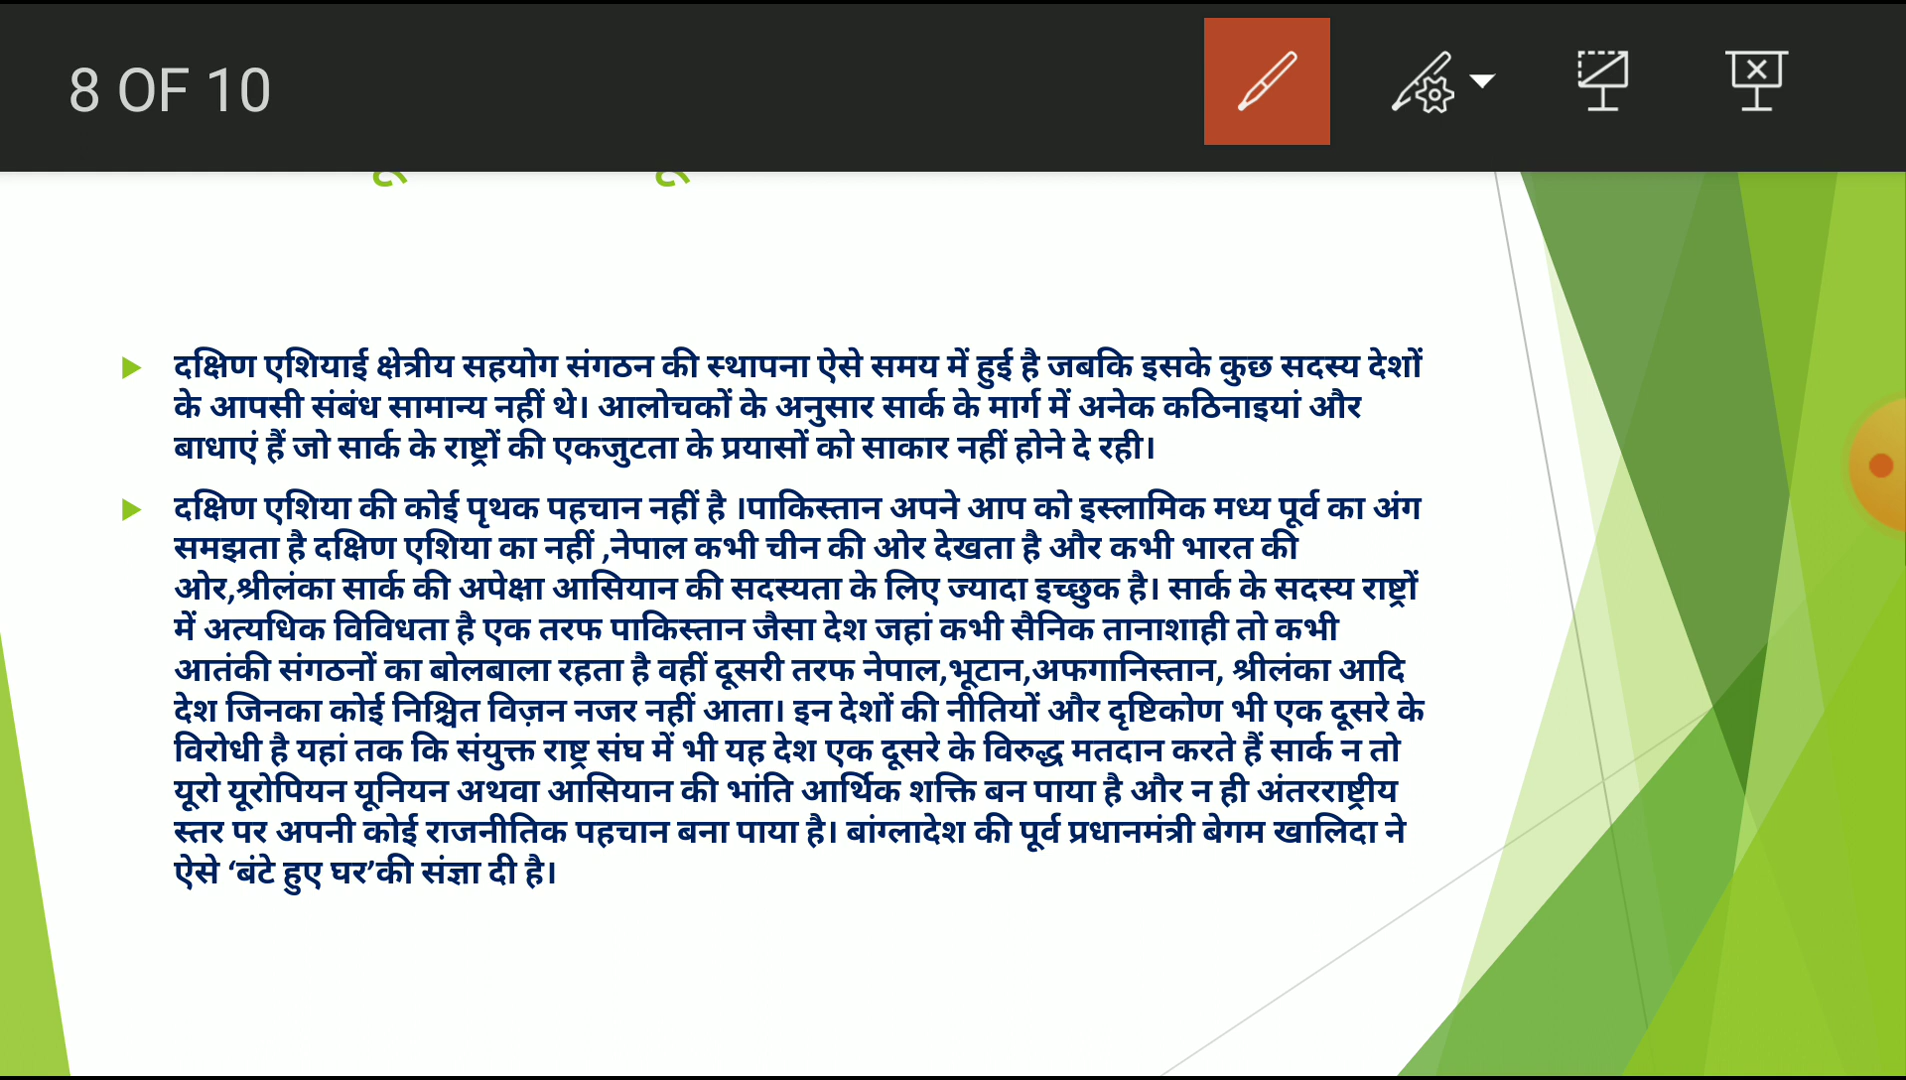 8 OF 10
दक्षिण एशियाई क्षेत्रीय सहयोग संगठन की स्थापना ऐसे समय में हुई है जबकि इसके कुछ सदस्य देशों
के आपसी संबंध सामान्य नहीं थे। आलोचकों के अनुसार सार्क के मार्ग में अनेक कठिनाइयां और
बाधाएं हैं जो सार्क के राष्ट्रों की एकजुटता के प्रयासों को साकार नहीं होने दे रही।
दक्षिण एशिया की कोई पृथक पहचान नहीं है ।पाकिस्तान अपने आप को इस्लामिक मध्य पूर्व का अंग
समझता है दक्षिण एशिया का नहीं ,नेपाल कभी चीन की ओर देखता है और कभी भारत की
ओर,श्रीलंका सार्क की अपेक्षा आसियान की सदस्यता के लिए ज्यादा इच्छुक है। सार्क के सदस्य राष्ट्रों
में अत्यधिक विविधता है एक तरफ पाकिस्तान जैसा देश जहां कभी सैनिक तानाशाही तो कभी
आतंकी संगठनों का बोलबाला रहता है वहीं दूसरी तरफ नेपाल,भूटान,अफगानिस्तान, श्रीलंका आदि
देश जिनका कोई निश्चित विज़न नजर नहीं आता। इन देशों की नीतियों और दृष्टिकोण भी एक दूसरे के
विरोधी है यहां तक कि संयुक्त राष्ट्र संघ में भी यह देश एक दूसरे के विरुद्ध मतदान करते हैं सार्क न तो
यूरो यूरोपियन यूनियन अथवा आसियान की भांति आर्थिक शक्ति बन पाया है और न ही अंतरराष्ट्रीय
स्तर पर अपनी कोई राजनीतिक पहचान बना पाया है। बांग्लादेश की पूर्व प्रधानमंत्री बेगम खालिदा ने
ऐसे ‘बंटे हुए घर’की संज्ञा दी है।